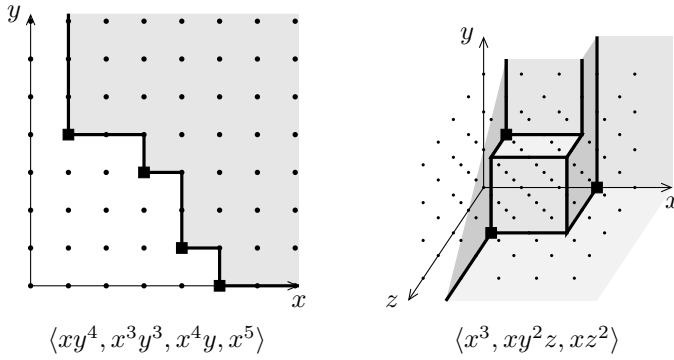 y
x
⟨xy⁴, x³y³, x⁴y, x⁵⟩
y
x
z
⟨x³, xy²z, xz²⟩